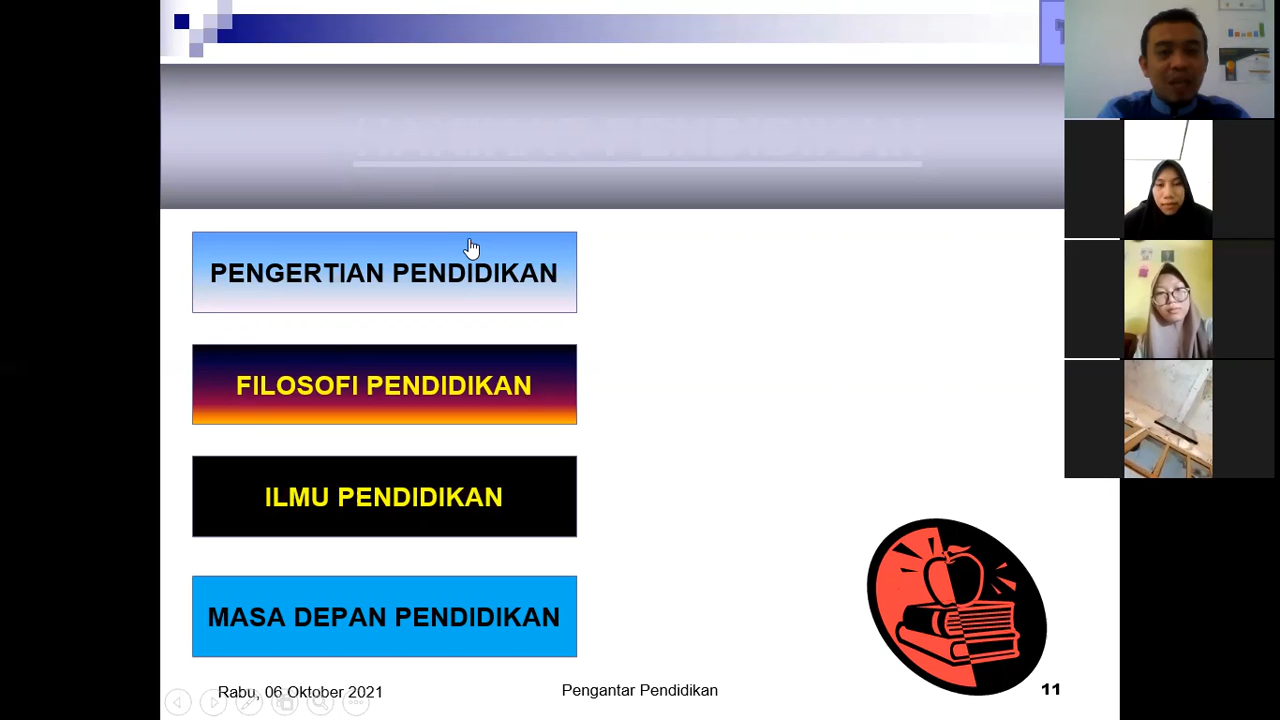 PENGERTIAN PENDIDIKAN
FILOSOFI PENDIDIKAN
ILMU PENDIDIKAN
MASA DEPAN PENDIDIKAN
Rabu, 06 Oktober 2021
Pengantar Pendidikan
11